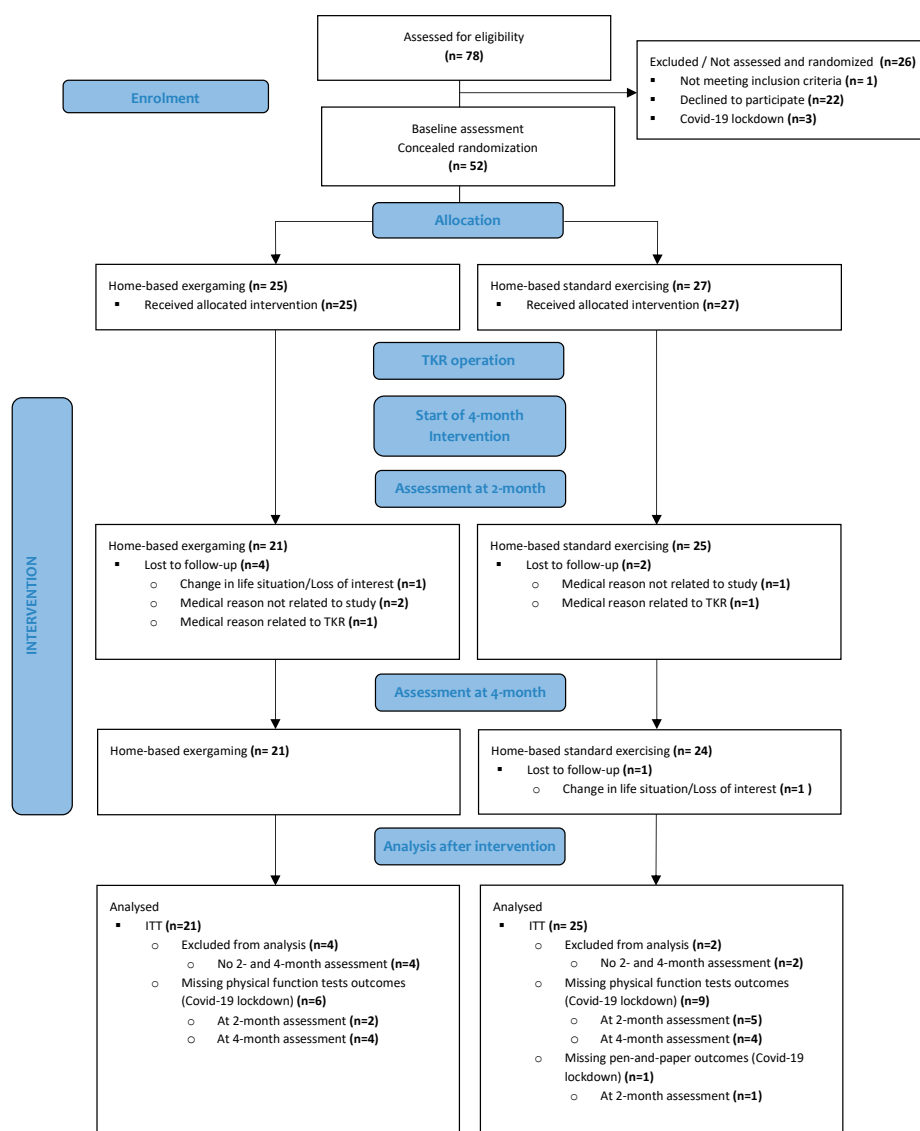 Assessed for eligibility
(n= 78)
Excluded / Not assessed and randomized (n=26)
▪ Not meeting inclusion criteria (n= 1)
▪ Declined to participate (n=22)
▪ Covid-19 lockdown (n=3)
Enrolment
Baseline assessment
Concealed randomization
(n= 52)
Allocation
Home-based exergaming (n= 25)
▪ Received allocated intervention (n=25)
Home-based standard exercising (n= 27)
▪ Received allocated intervention (n=27)
TKR operation
Start of 4-month
Intervention
Assessment at 2-month
INTERVENTION
Home-based exergaming (n= 21)
▪ Lost to follow-up (n=4)
o Change in life situation/Loss of interest (n=1)
o Medical reason not related to study (n=2)
o Medical reason related to TKR (n=1)
Home-based standard exercising (n= 25)
▪ Lost to follow-up (n=2)
o Medical reason not related to study (n=1)
o Medical reason related to TKR (n=1)
Assessment at 4-month
Home-based exergaming (n= 21)
Home-based standard exercising (n= 24)
▪ Lost to follow-up (n=1)
o Change in life situation/Loss of interest (n=1 )
Analysis after intervention
Analysed
▪ ITT (n=21)
o Excluded from analysis (n=4)
o No 2- and 4-month assessment (n=4)
o Missing physical function tests outcomes
(Covid-19 lockdown) (n=6)
o At 2-month assessment (n=2)
o At 4-month assessment (n=4)
Analysed
▪ ITT (n= 25)
o Excluded from analysis (n=2)
o No 2- and 4-month assessment (n=2)
o Missing physical function tests outcomes
(Covid-19 lockdown) (n=9)
o At 2-month assessment (n=5)
o At 4-month assessment (n=4)
o Missing pen-and-paper outcomes (Covid-19
lockdown) (n=1)
o At 2-month assessment (n=1)